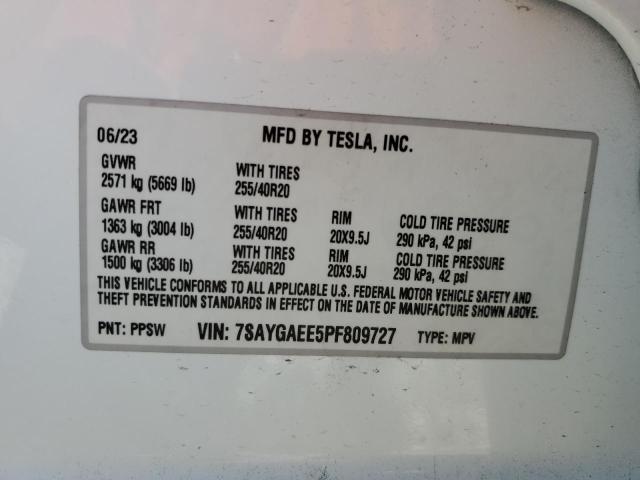 06/23 MFD BY TESLA, INC.
GVWR WITH TIRES
2571 kg (5669 lb) 255/40R20
GAWR FRT WITH TIRES RIM COLD TIRE PRESSURE
1363 kg (3004 lb) 255/40R20 20X9.5J 290 kPa, 42 psi
GAWR RR WITH TIRES RIM COLD TIRE PRESSURE
1500 kg (3306 lb) 255/40R20 20X9.5J 290 kPa, 42 psi
THIS VEHICLE CONFORMS TO ALL APPLICABLE U.S. FEDERAL MOTOR VEHICLE SAFETY AND
THEFT PREVENTION STANDARDS IN EFFECT ON THE DATE OF MANUFACTURE SHOWN ABOVE.
PNT: PPSW VIN: 7SAYGAEE5PF809727 TYPE: MPV